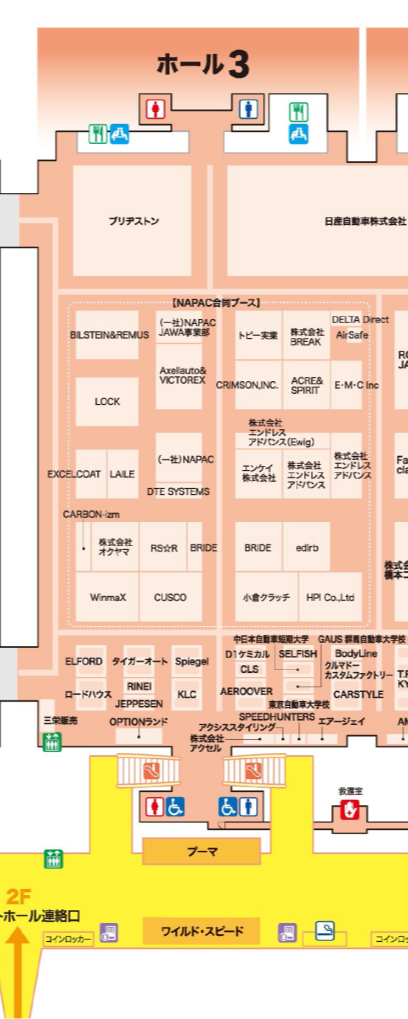 ホール3
ブリヂストン
日産自動車株式会社
【NAPAC合同ブース】
BILSTEIN&REMUS
(一社)NAPAC
JAWA事業部
トピー実業
株式会社
BREAK
DELTA Direct
AirSafe
LOCK
Axellauto&
VICTOREX
CRIMSON,INC.
ACRE&
SPIRIT
E・M・C Inc
株式会社
エンドレス
アドバンス(Ewig)
EXCELCOAT
LAILE
(一社)NAPAC
エンケイ
株式会社
株式会社
エンドレス
アドバンス
株式会社
エンドレス
アドバンス
DTE SYSTEMS
CARBON-izm
株式会社
オクヤマ
RS☆R
BRIDE
BRIDE
edirb
WinmaX
CUSCO
小倉クラッチ
HPI Co.,Ltd
中日本自動車短期大学
GAUS 群馬自動車大学校
ELFORD
タイガーオート
Spiegel
D1ケミカル
SELFISH
BodyLine
CLS
クルマドー
カスタムファクトリー
ロードハウス
RINEI
KLC
AEROOVER
CARSTYLE
JEPPESEN
東京自動車大学校
三栄販売
OPTIONランド
SPEEDHUNTERS
エアージェイ
アクシススタイリング
株式会社
アクセル
救護室
プーマ
2F
ホール連絡口
ワイルド・スピード
コインロッカー